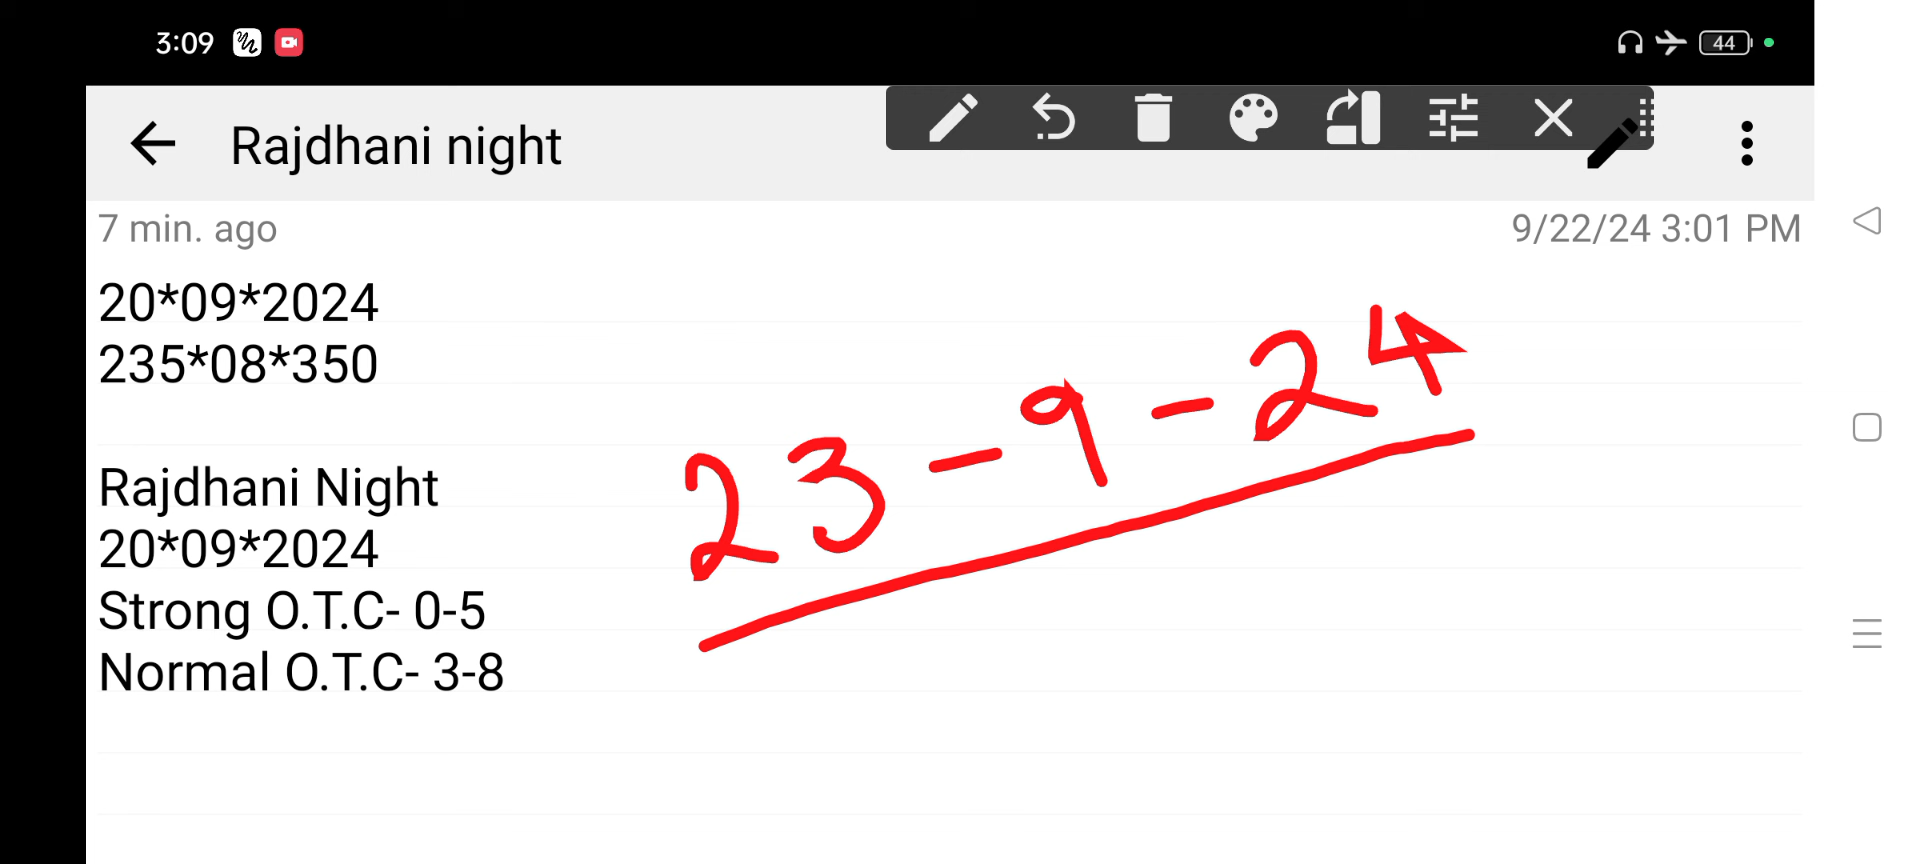 3:09
44
Rajdhani night
7 min. ago
9/22/24 3:01 PM
20*09*2024
235*08*350
23-9-24
Rajdhani Night
20*09*2024
Strong O.T.C- 0-5
Normal O.T.C- 3-8